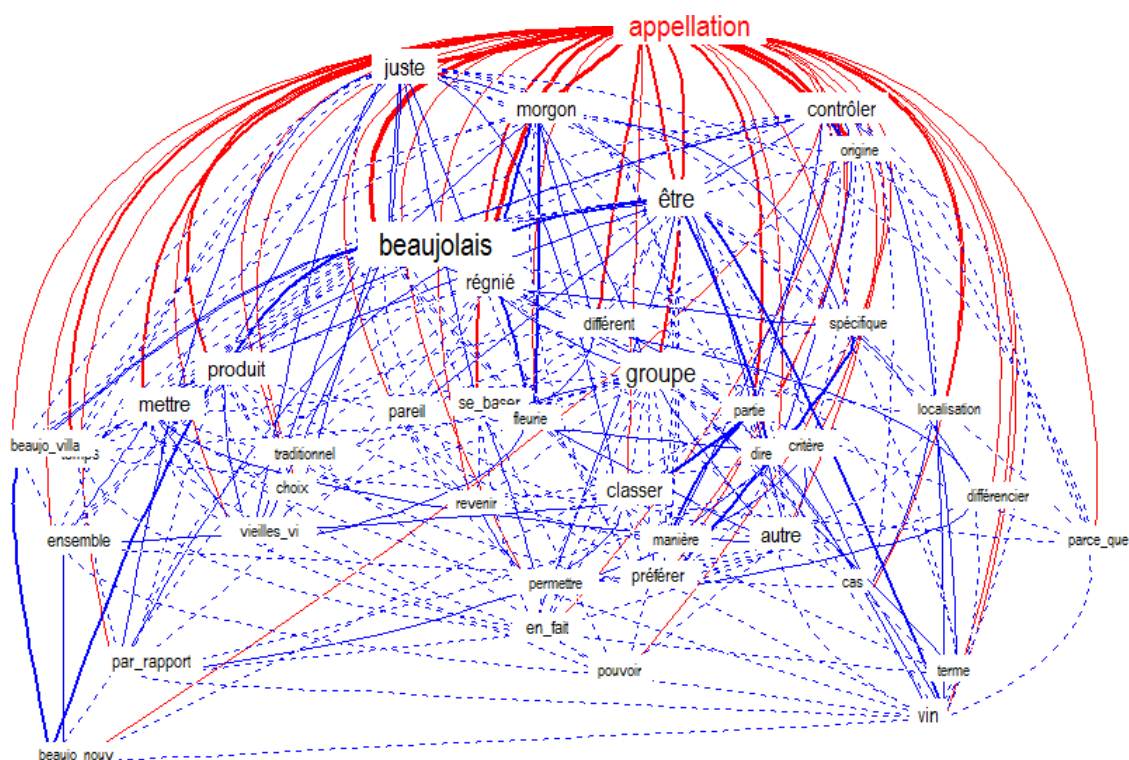 appellation
juste
morgon
contrôler
origine
être
beaujolais
régnié
différent
spécifique
produit
groupe
mettre
pareil
se_baser
fleurie
partie
localisation
beaujo_villa
temps
traditionnel
dire
critère
choix
classer
revenir
différencier
ensemble
vieilles_vi
manière
autre
parce_que
permettre
préférer
cas
en_fait
par_rapport
pouvoir
terme
vin
beaujo_nouv